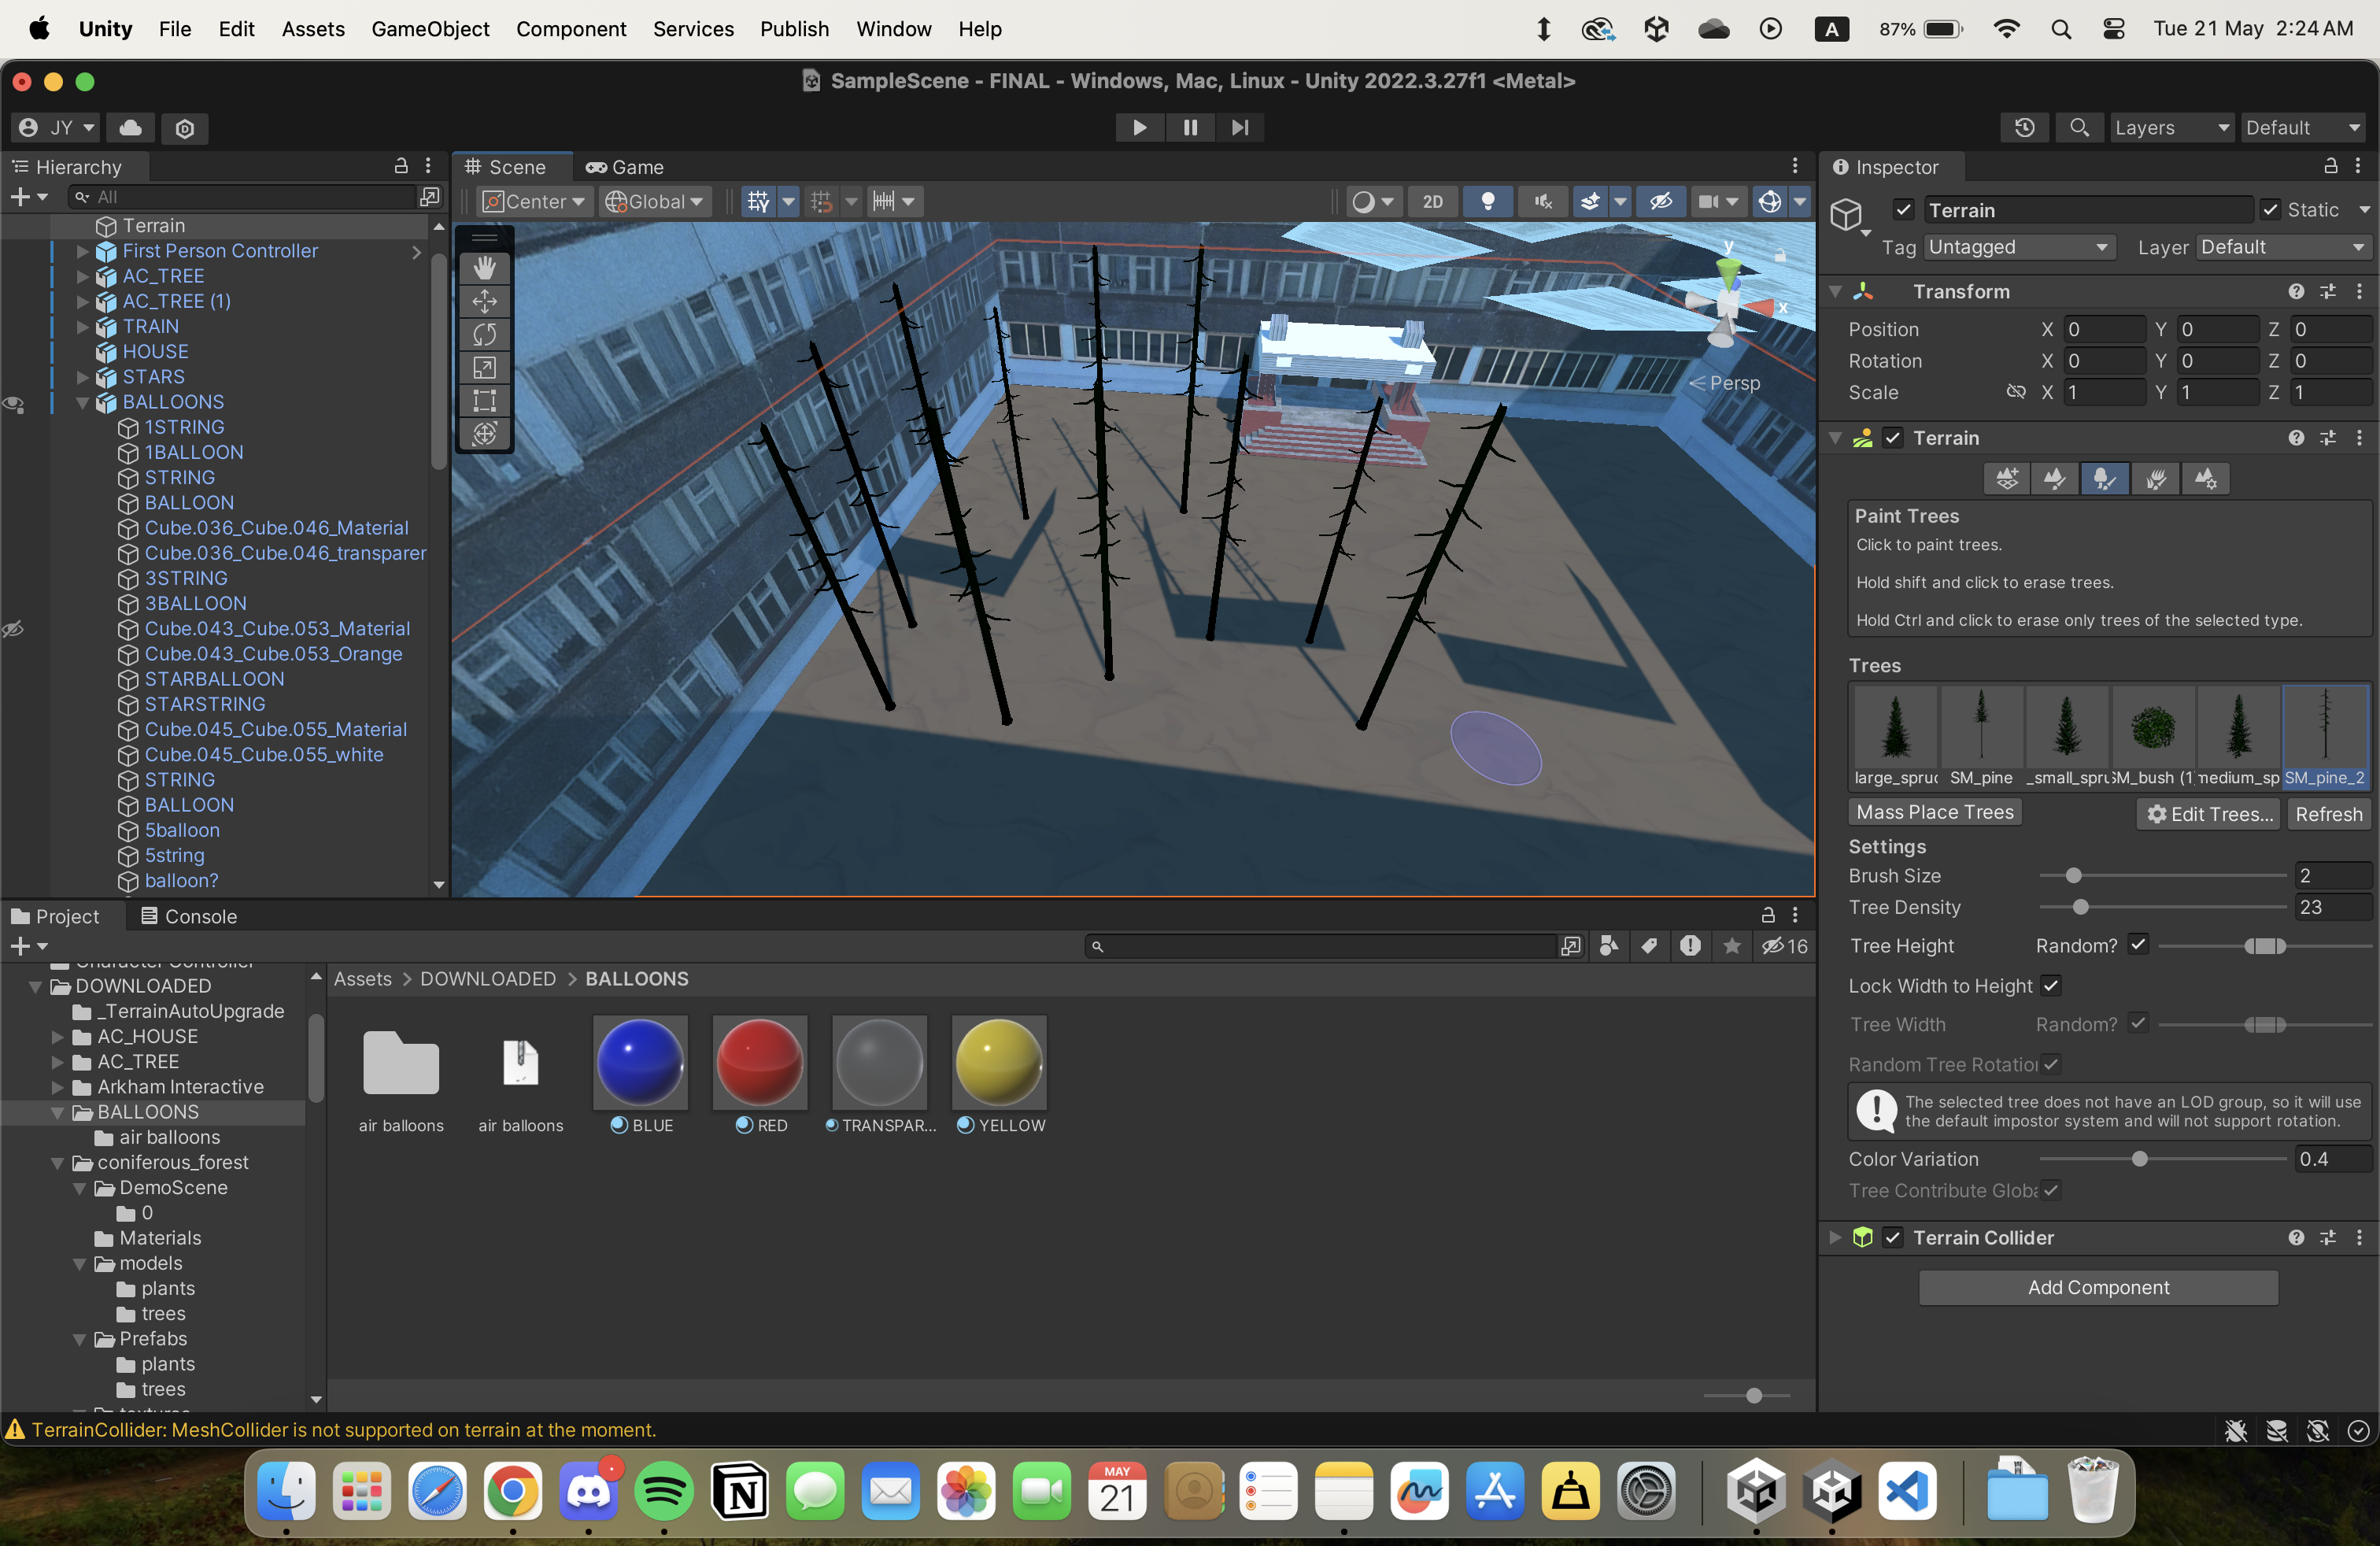 Unity File Edit Assets GameObject Component Services Publish Window Help A 87% Tue 21 May 2:24 AM
SampleScene - FINAL - Windows, Mac, Linux - Unity 2022.3.27f1 <Metal>
JY Layers Default
Hierarchy
All
Terrain
First Person Controller
AC_TREE
AC_TREE (1)
TRAIN
HOUSE
STARS
BALLOONS
1STRING
1BALLOON
STRING
BALLOON
Cube.036_Cube.046_Material
Cube.036_Cube.046_transparer
3STRING
3BALLOON
Cube.043_Cube.053_Material
Cube.043_Cube.053_Orange
STARBALLOON
STARSTRING
Cube.045_Cube.055_Material
Cube.045_Cube.055_white
STRING
BALLOON
5balloon
5string
balloon?
Scene Game
Center Global 2D
y
x
Persp
Inspector
Terrain Static
Tag Untagged Layer Default
Transform
Position X 0 Y 0 Z 0
Rotation X 0 Y 0 Z 0
Scale X 1 Y 1 Z 1
Terrain
Paint Trees
Click to paint trees.
Hold shift and click to erase trees.
Hold Ctrl and click to erase only trees of the selected type.
Trees
large_spruc SM_pine _small_spru SM_bush (1) medium_sp SM_pine_2
Mass Place Trees Edit Trees... Refresh
Settings
Brush Size 2
Tree Density 23
Tree Height Random?
Lock Width to Height
Tree Width Random?
Random Tree Rotation
The selected tree does not have an LOD group, so it will use
the default impostor system and will not support rotation.
Color Variation 0.4
Tree Contribute Globa
Terrain Collider
Add Component
Project Console
16
Character Controller
DOWNLOADED
_TerrainAutoUpgrade
AC_HOUSE
AC_TREE
Arkham Interactive
BALLOONS
air balloons
coniferous_forest
DemoScene
0
Materials
models
plants
trees
Prefabs
plants
trees
textures
Assets > DOWNLOADED > BALLOONS
air balloons air balloons BLUE RED TRANSPAR... YELLOW
TerrainCollider: MeshCollider is not supported on terrain at the moment.
MAY
21